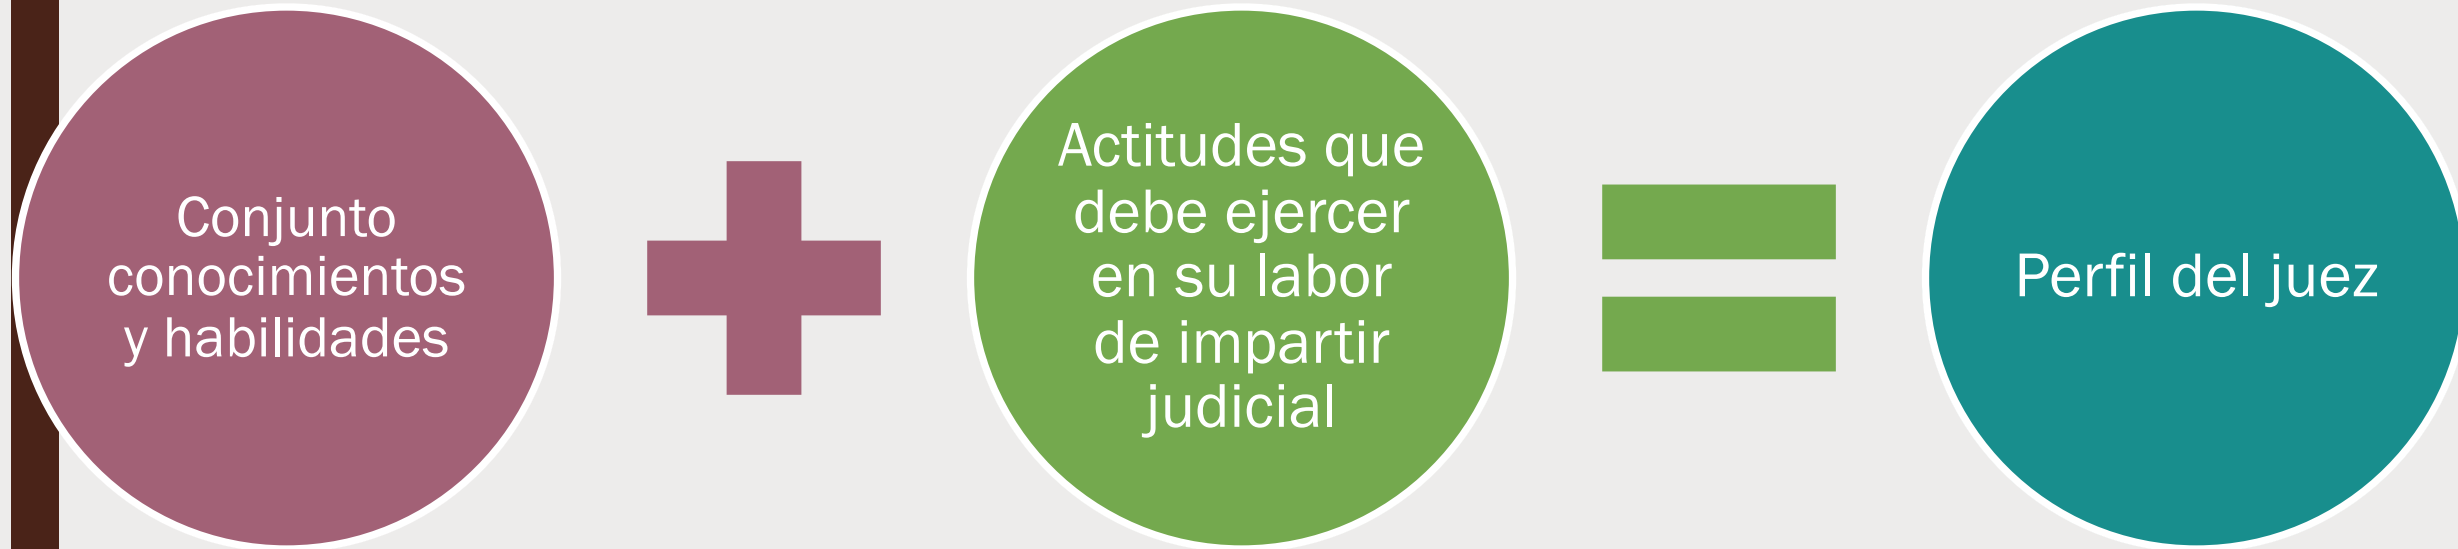 Conjunto
conocimientos
y habilidades
Actitudes que
debe ejercer
en su labor
de impartir
judicial
Perfil del juez